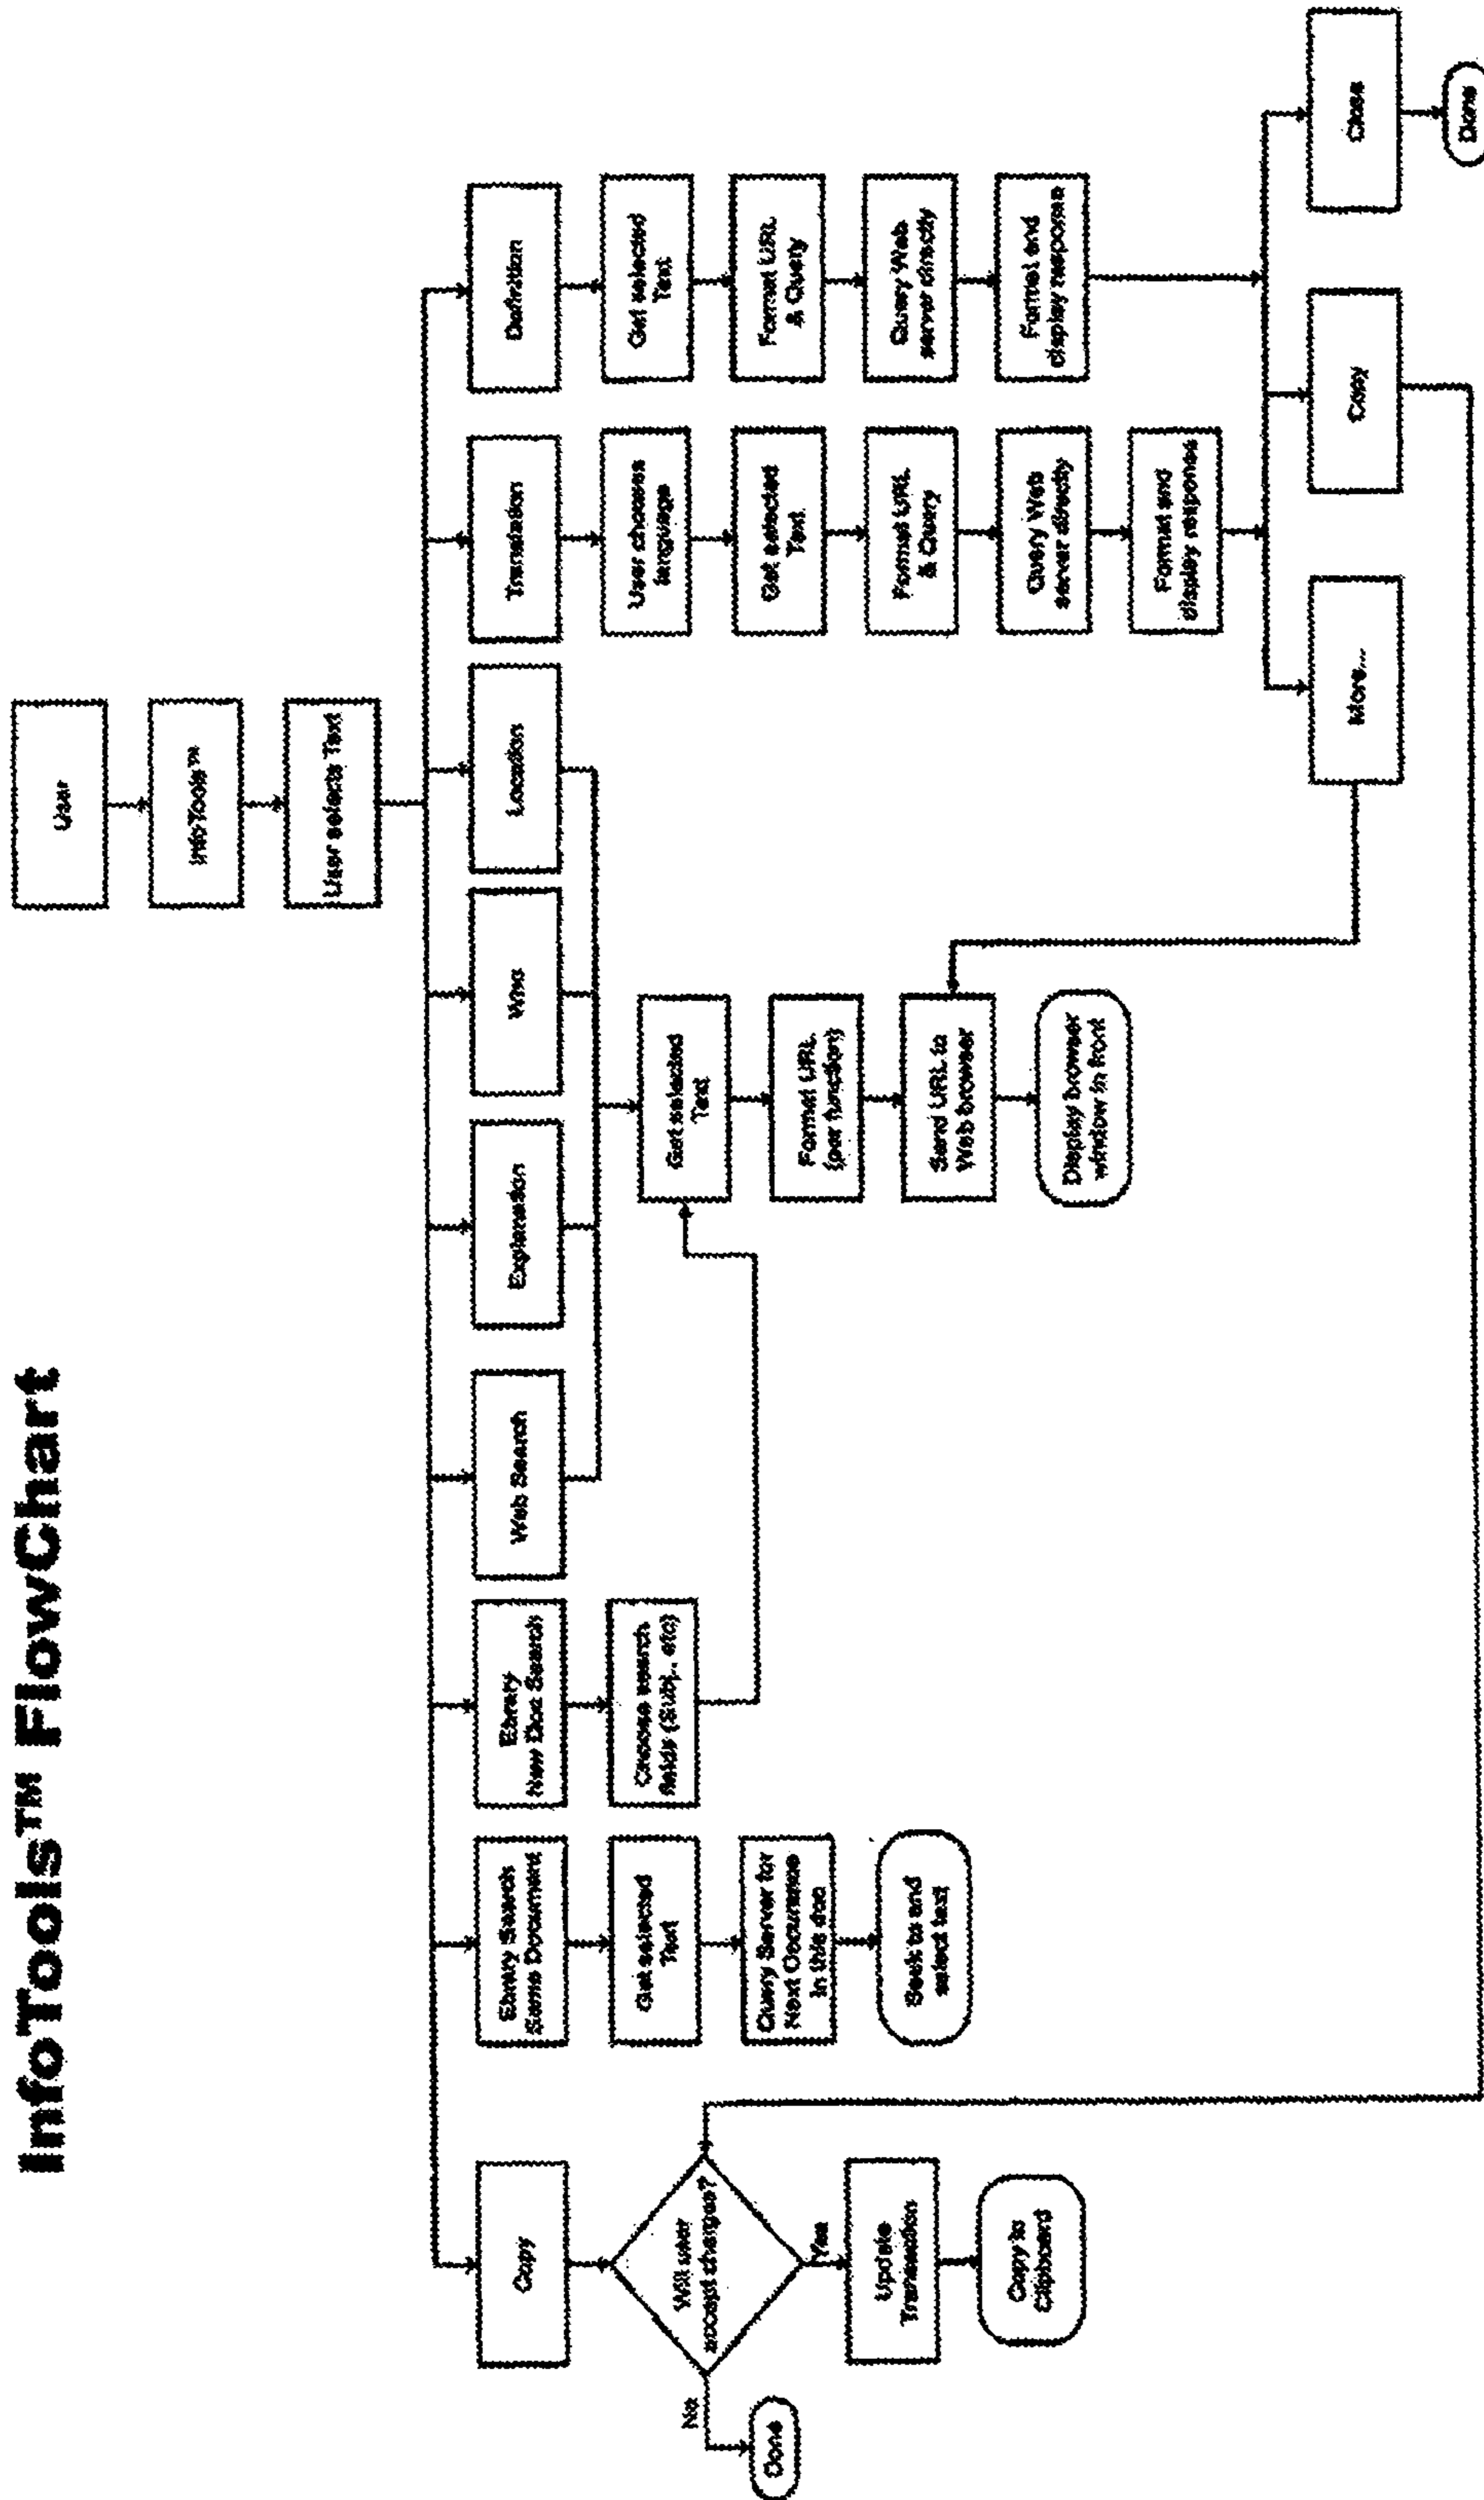 InfoTools™ FlowChart
User
InfoTools™
User selects Text
Copy
Ebrary Search
Same Document
Ebrary
New Doc Search
Web Search
Explanation
Who
Location
Translation
Definition
Will user
accept charges?
No
Yes
Done
Update
Transaction
Copy to
Clipboard
Get selected
Text
Query Server for
Next Occurance
in this doc
Seek to and
select text
Choose search
fields (Subj., etc)
Get selected
Text
Format URL
(per function)
Send URL to
Web browser
Display browser
window in front
User chooses
language
Get selected
Text
Format URL
& Query
Query Web
server directly
Format and
display response
Get selected
Text
Format URL
& Query
Query Web
server directly
Format and
display response
More...
Copy
Close
Done